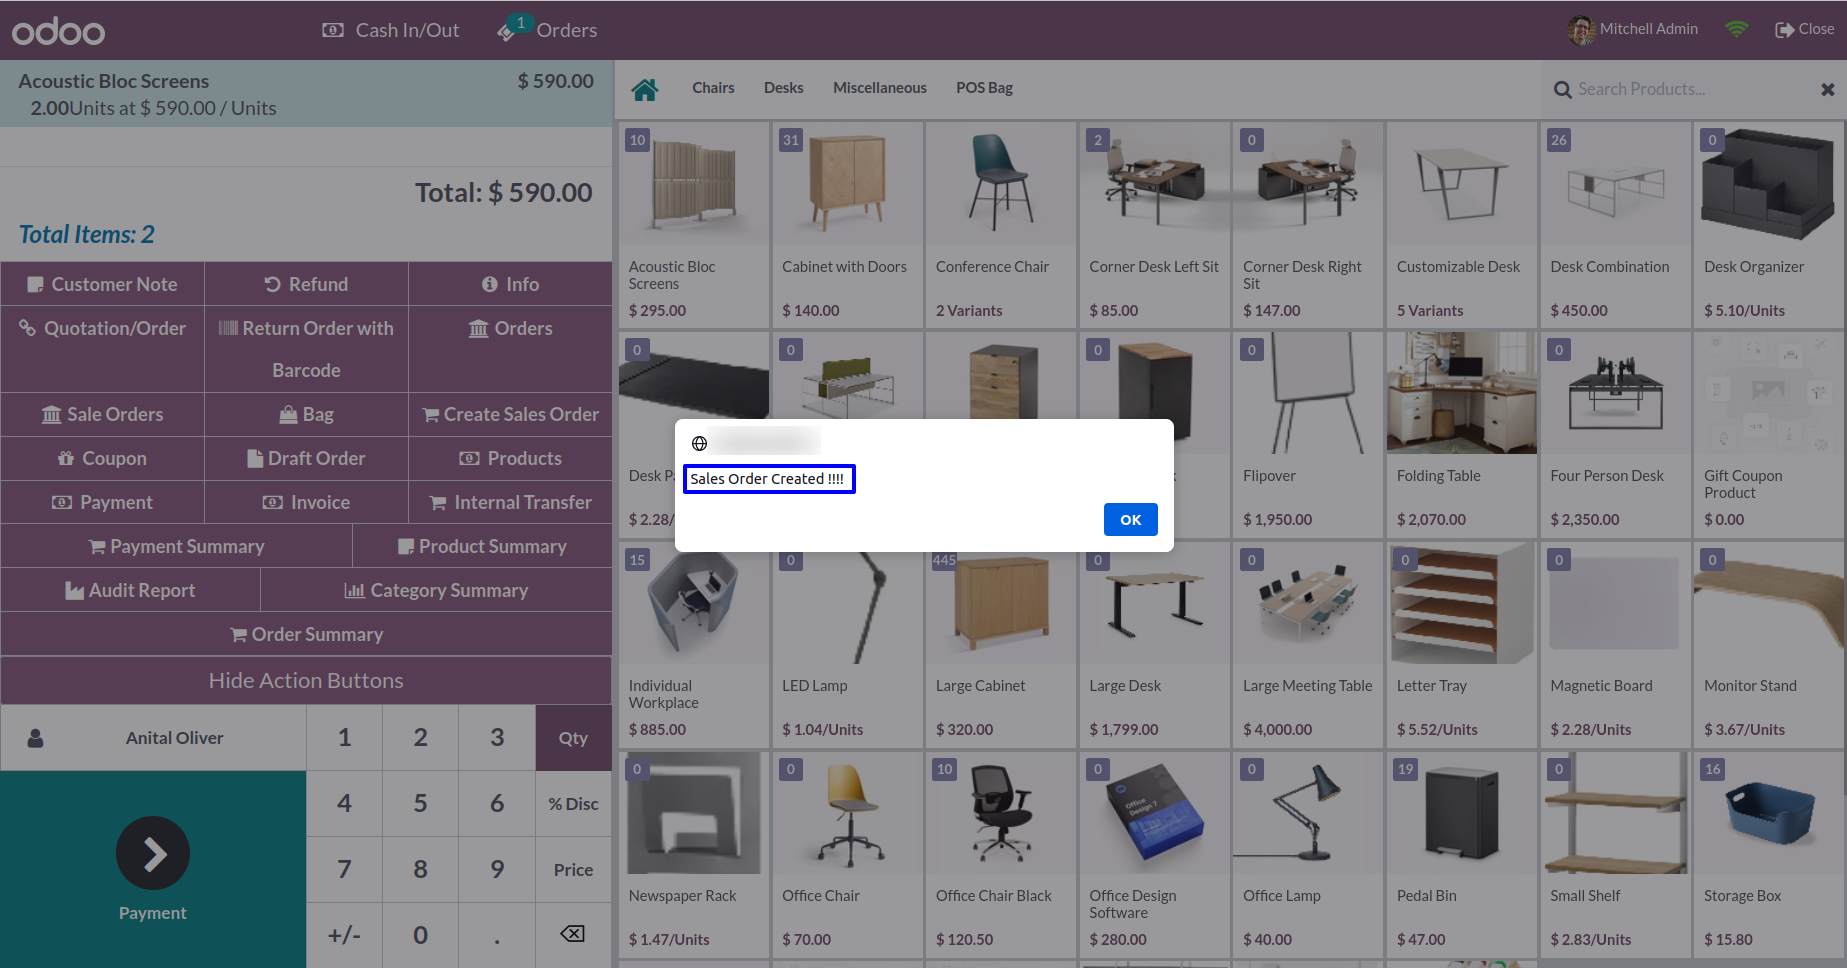 odoo
Cash In/Out
1
Orders
Mitchell Admin
Close
Acoustic Bloc Screens
$ 590.00
2.00Units at $ 590.00 / Units
Total: $ 590.00
Total Items: 2
Customer Note
Refund
Info
Quotation/Order
Return Order with
Barcode
Orders
Sale Orders
Bag
Create Sales Order
Coupon
Draft Order
Products
Payment
Invoice
Internal Transfer
Payment Summary
Product Summary
Audit Report
Category Summary
Order Summary
Hide Action Buttons
Anital Oliver
1
2
3
Qty
4
5
6
% Disc
7
8
9
Price
+/-
0
.
Payment
Chairs
Desks
Miscellaneous
POS Bag
Search Products...
10
Acoustic Bloc
Screens
$ 295.00
31
Cabinet with Doors
$ 140.00
Conference Chair
2 Variants
2
Corner Desk Left Sit
$ 85.00
0
Corner Desk Right
Sit
$ 147.00
Customizable Desk
5 Variants
26
Desk Combination
$ 450.00
0
Desk Organizer
$ 5.10/Units
0
Desk P
$ 2.28/
0
0
0
Flipover
$ 1,950.00
Folding Table
$ 2,070.00
0
Four Person Desk
$ 2,350.00
Gift Coupon
Product
$ 0.00
Sales Order Created !!!!
OK
15
Individual
Workplace
$ 885.00
0
LED Lamp
$ 1.04/Units
445
Large Cabinet
$ 320.00
0
Large Desk
$ 1,799.00
0
Large Meeting Table
$ 4,000.00
0
Letter Tray
$ 5.52/Units
0
Magnetic Board
$ 2.28/Units
0
Monitor Stand
$ 3.67/Units
0
Newspaper Rack
$ 1.47/Units
0
Office Chair
$ 70.00
10
Office Chair Black
$ 120.50
0
Office
Design 7
Office Design
Software
$ 280.00
0
Office Lamp
$ 40.00
19
Pedal Bin
$ 47.00
0
Small Shelf
$ 2.83/Units
16
Storage Box
$ 15.80